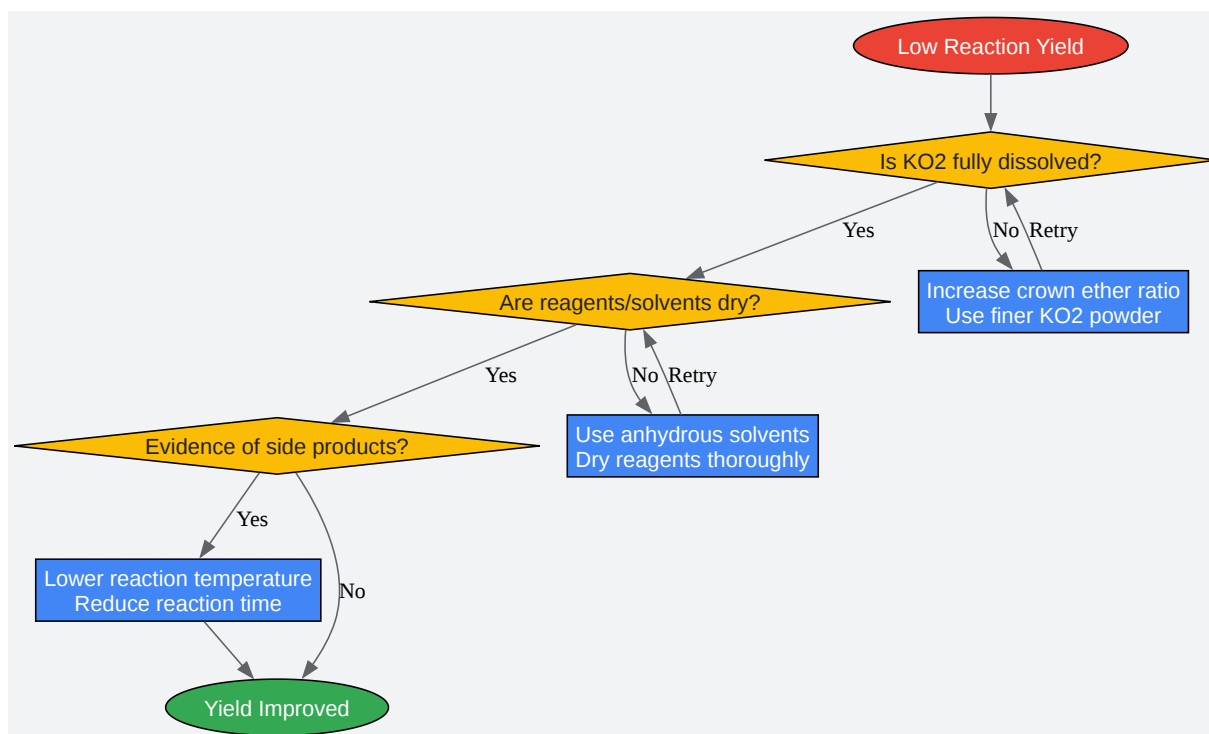 Low Reaction Yield
Is KO2 fully dissolved?
Yes
No
Retry
Increase crown ether ratio
Use finer KO2 powder
Are reagents/solvents dry?
Yes
No
Retry
Use anhydrous solvents
Dry reagents thoroughly
Evidence of side products?
Yes
No
Lower reaction temperature
Reduce reaction time
Yield Improved